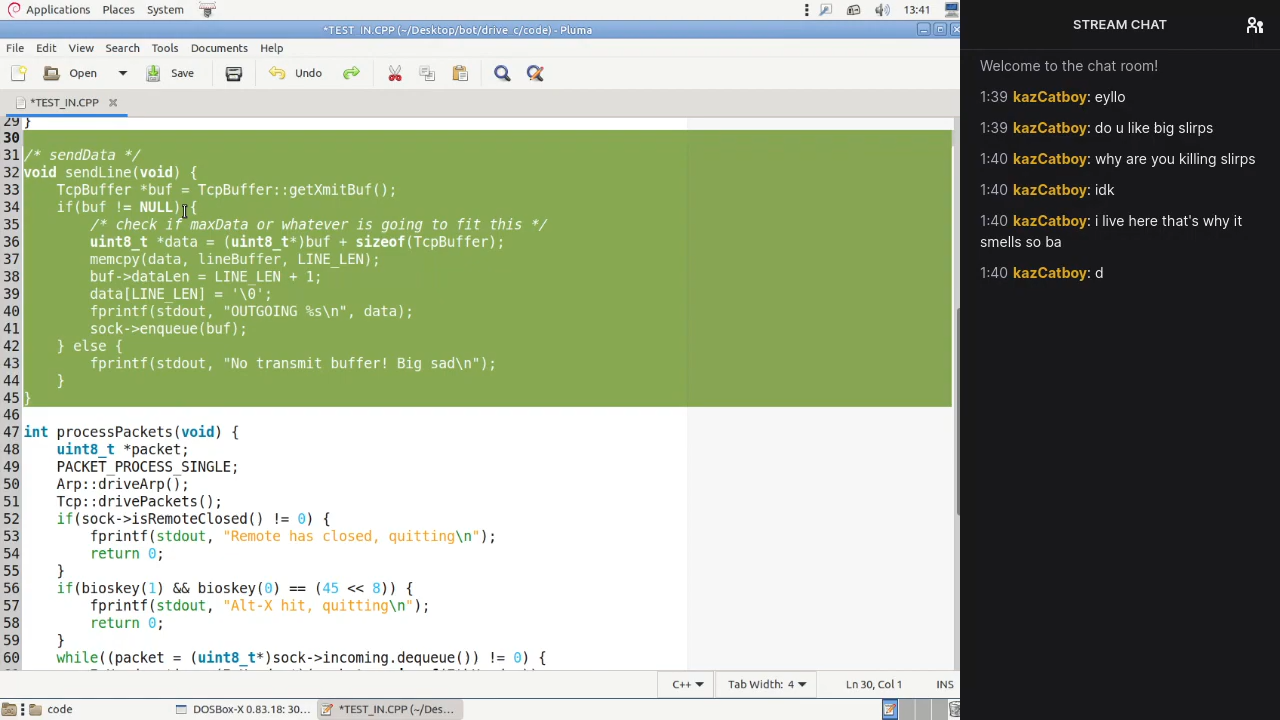 Applications Places System 13:41
*TEST_IN.CPP (~/Desktop/bot/drive_c/code) - Pluma
File Edit View Search Tools Documents Help
Open Save Undo
*TEST_IN.CPP
29 }
30
31 /* sendData */
32 void sendLine(void) {
33 TcpBuffer *buf = TcpBuffer::getXmitBuf();
34 if(buf != NULL) {
35 /* check if maxData or whatever is going to fit this */
36 uint8_t *data = (uint8_t*)buf + sizeof(TcpBuffer);
37 memcpy(data, lineBuffer, LINE_LEN);
38 buf->dataLen = LINE_LEN + 1;
39 data[LINE_LEN] = '\0';
40 fprintf(stdout, "OUTGOING %s\n", data);
41 sock->enqueue(buf);
42 } else {
43 fprintf(stdout, "No transmit buffer! Big sad\n");
44 }
45 }
46
47 int processPackets(void) {
48 uint8_t *packet;
49 PACKET_PROCESS_SINGLE;
50 Arp::driveArp();
51 Tcp::drivePackets();
52 if(sock->isRemoteClosed() != 0) {
53 fprintf(stdout, "Remote has closed, quitting\n");
54 return 0;
55 }
56 if(bioskey(1) && bioskey(0) == (45 << 8)) {
57 fprintf(stdout, "Alt-X hit, quitting\n");
58 return 0;
59 }
60 while((packet = (uint8_t*)sock->incoming.dequeue()) != 0) {
C++ Tab Width: 4 Ln 30, Col 1 INS
code DOSBox-X 0.83.18: 30... *TEST_IN.CPP (~/Des...
STREAM CHAT
Welcome to the chat room!
1:39 kazCatboy: eyllo
1:39 kazCatboy: do u like big slirps
1:40 kazCatboy: why are you killing slirps
1:40 kazCatboy: idk
1:40 kazCatboy: i live here that's why it
smells so ba
1:40 kazCatboy: d